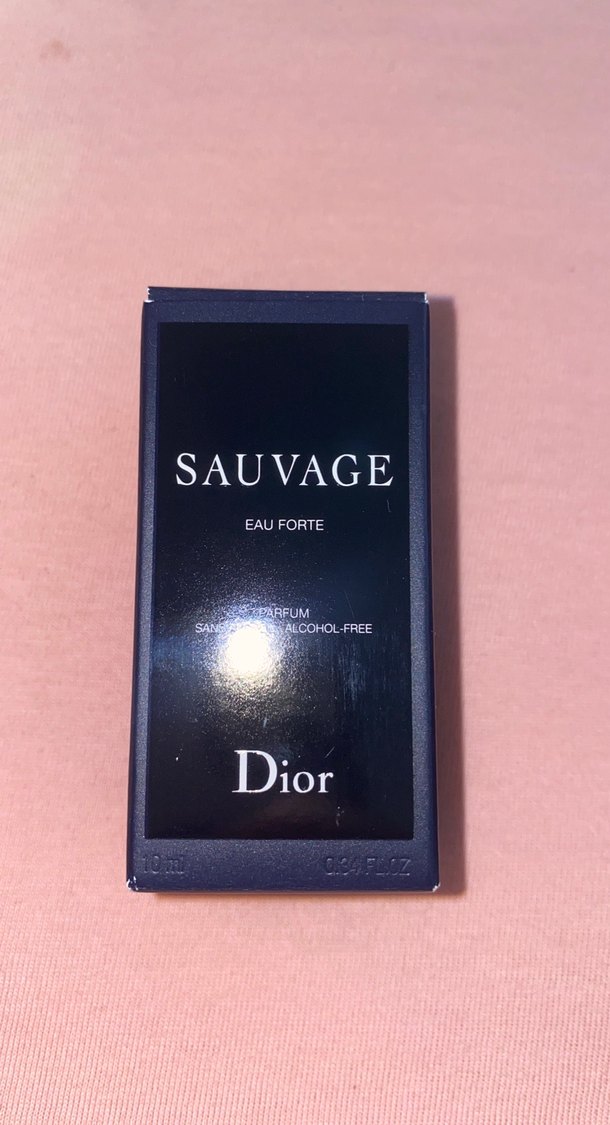 SAUVAGE
EAU FORTE
PARFUM
ALCOHOL-FREE
Dior
10 ml 0.34 FL.OZ